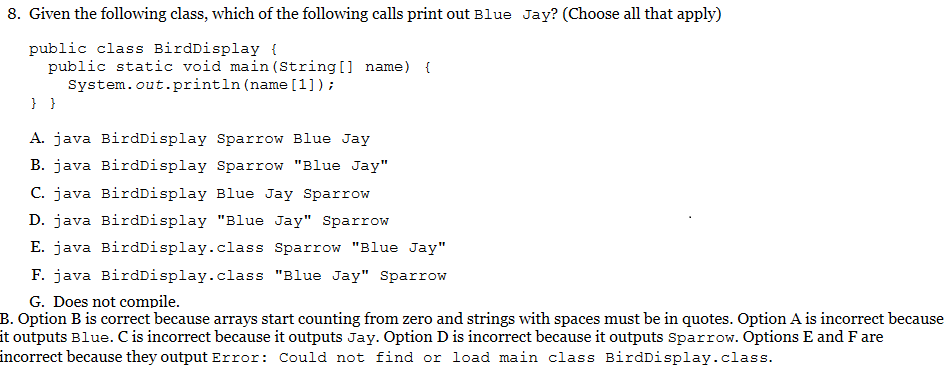 8. Given the following class, which of the following calls print out Blue Jay? (Choose all that apply)
public class BirdDisplay {
public static void main(String[] name) {
System.out.println(name[1]);
} }
A. java BirdDisplay Sparrow Blue Jay
B. java BirdDisplay Sparrow "Blue Jay"
C. java BirdDisplay Blue Jay Sparrow
D. java BirdDisplay "Blue Jay" Sparrow
E. java BirdDisplay.class Sparrow "Blue Jay"
F. java BirdDisplay.class "Blue Jay" Sparrow
G. Does not compile.
B. Option B is correct because arrays start counting from zero and strings with spaces must be in quotes. Option A is incorrect because
it outputs Blue. C is incorrect because it outputs Jay. Option D is incorrect because it outputs Sparrow. Options E and F are
incorrect because they output Error: Could not find or load main class BirdDisplay.class.